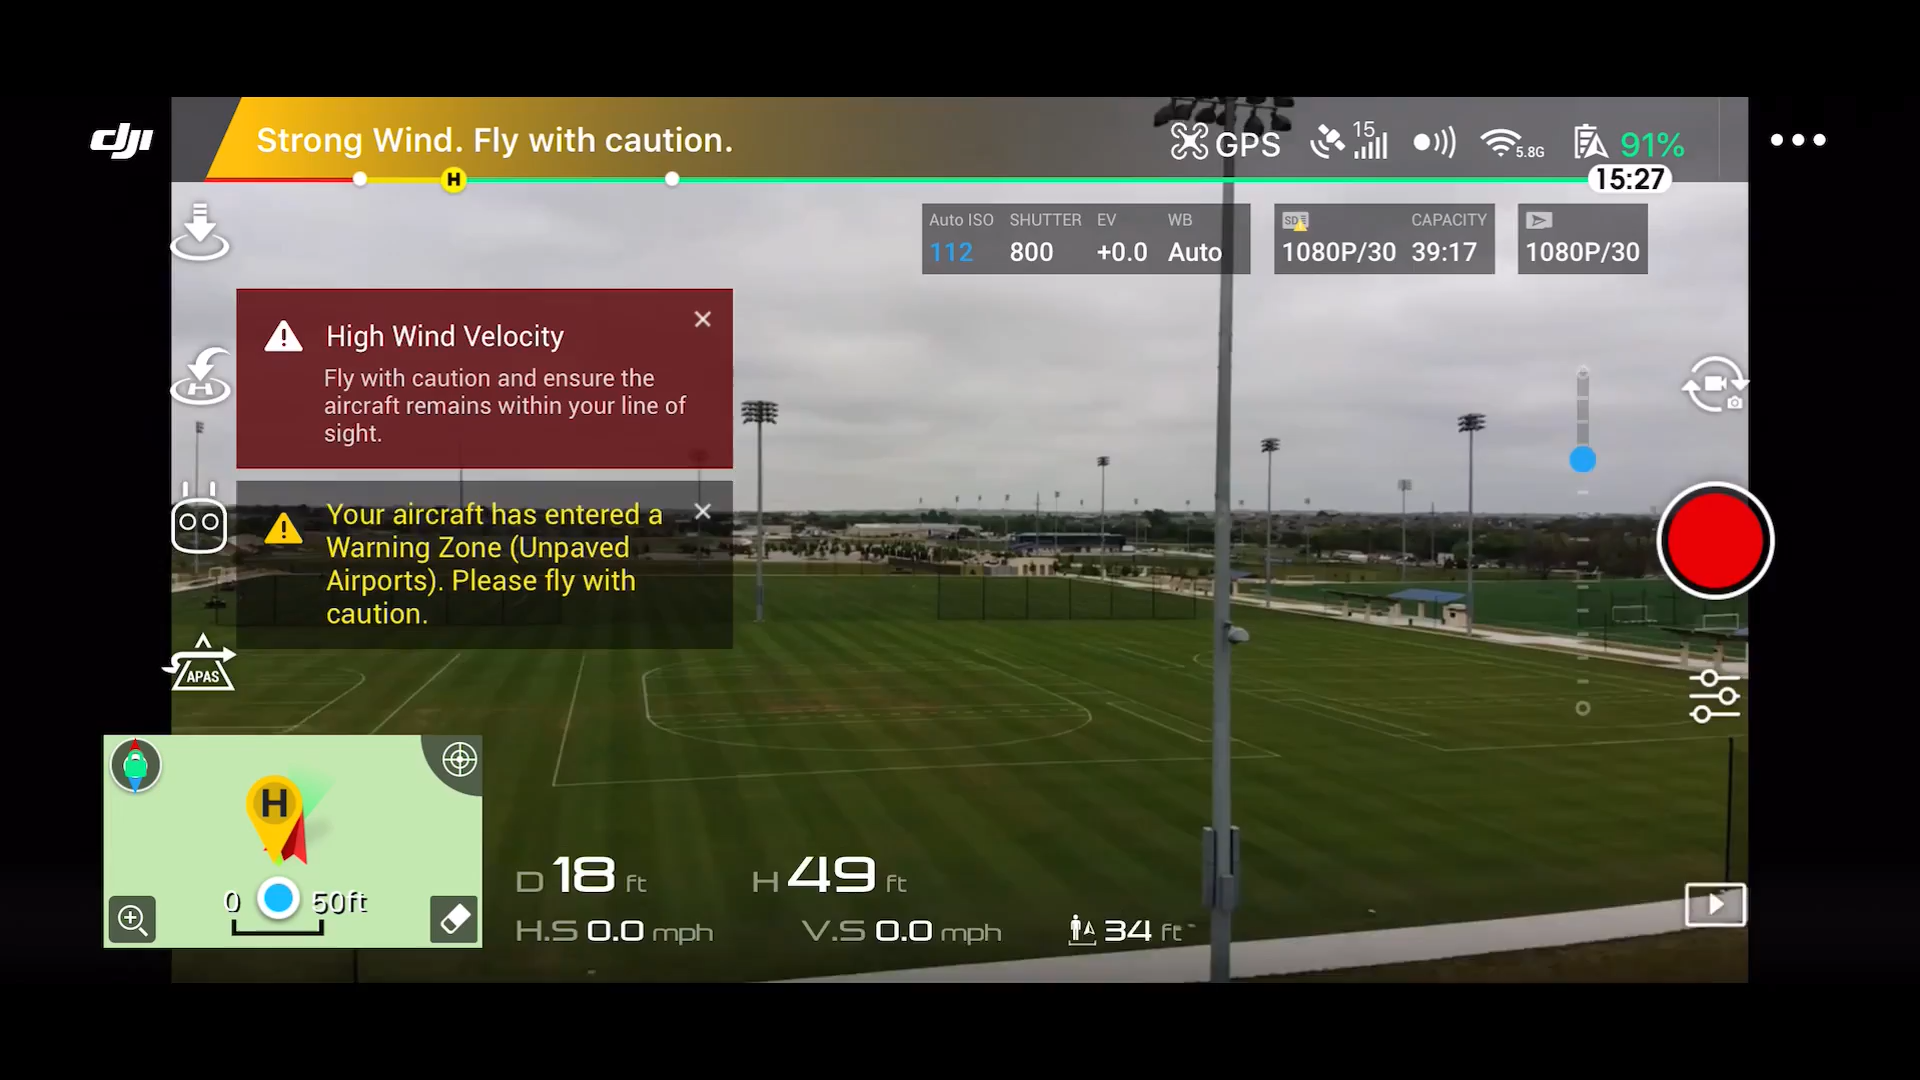 dji
Strong Wind. Fly with caution.
GPS
15
5.8G
91%
H
15:27
Auto ISO SHUTTER EV WB
112 800 +0.0 Auto
SD CAPACITY
1080P/30 39:17
1080P/30
High Wind Velocity
Fly with caution and ensure the
aircraft remains within your line of
sight.
H
Your aircraft has entered a
Warning Zone (Unpaved
Airports). Please fly with
caution.
APAS
H
0 50ft
D 18 ft H 49 ft
H.S 0.0 mph V.S 0.0 mph 34 ft